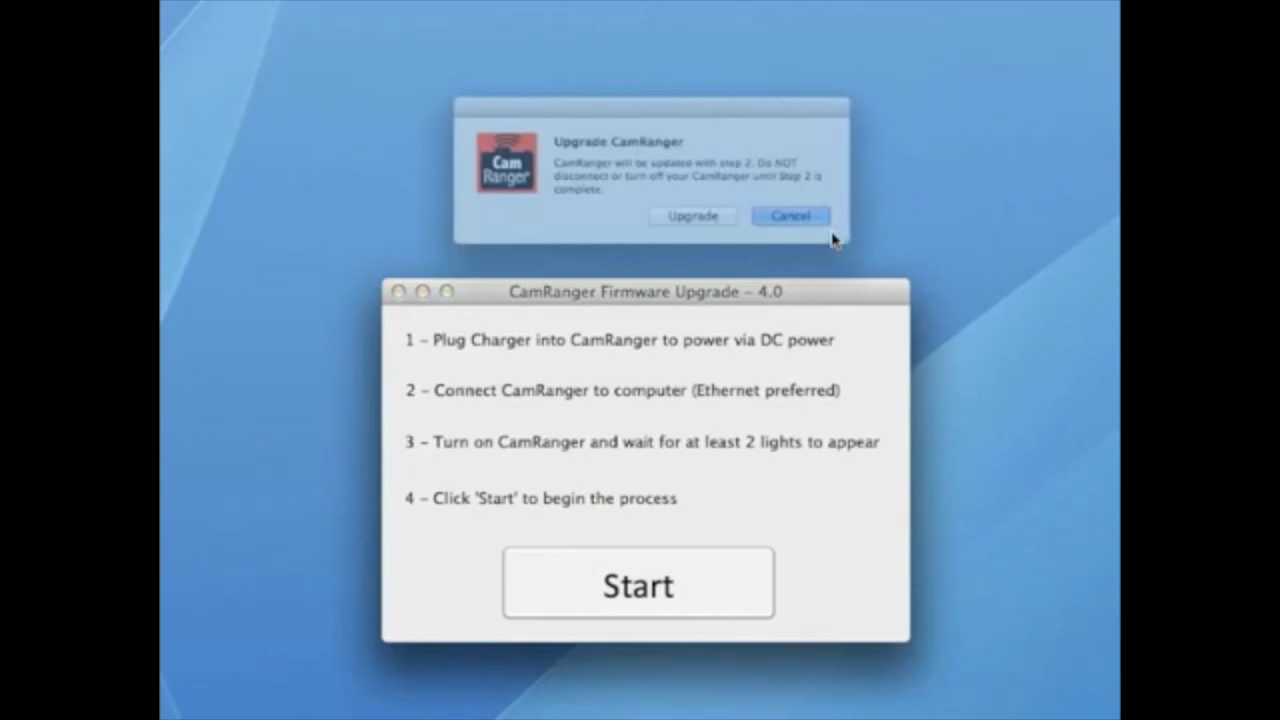 Upgrade CamRanger
Cam
Ranger
CamRanger will be updated with step 2. Do NOT
disconnect or turn off your CamRanger until Step 2 is
complete.
Upgrade
Cancel
CamRanger Firmware Upgrade – 4.0
1 – Plug Charger into CamRanger to power via DC power
2 – Connect CamRanger to computer (Ethernet preferred)
3 – Turn on CamRanger and wait for at least 2 lights to appear
4 – Click 'Start' to begin the process
Start